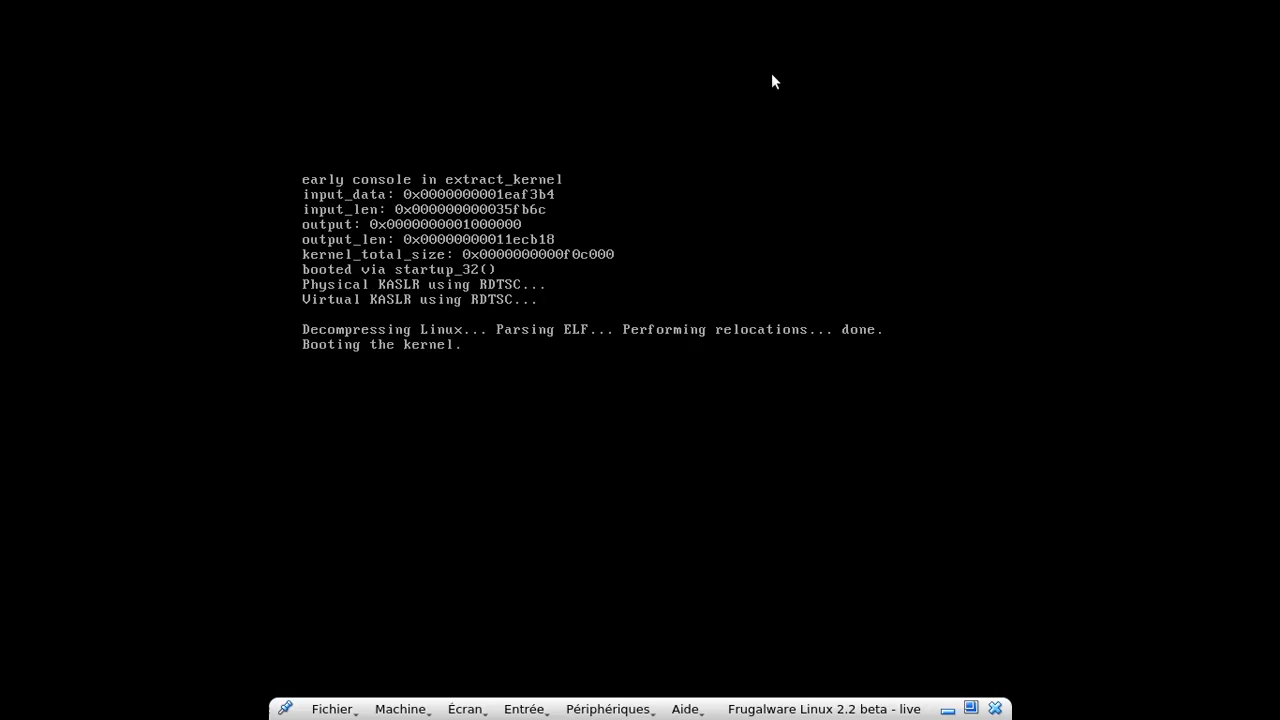 early console in extract_kernel
input_data: 0x0000000001eaf3b4
input_len: 0x000000000035fb6c
output: 0x0000000001000000
output_len: 0x00000000011ecb18
kernel_total_size: 0x0000000000f0c000
booted via startup_32()
Physical KASLR using RDTSC...
Virtual KASLR using RDTSC...
Decompressing Linux... Parsing ELF... Performing relocations... done.
Booting the kernel.
Fichier Machine Écran Entrée Périphériques Aide Frugalware Linux 2.2 beta - live